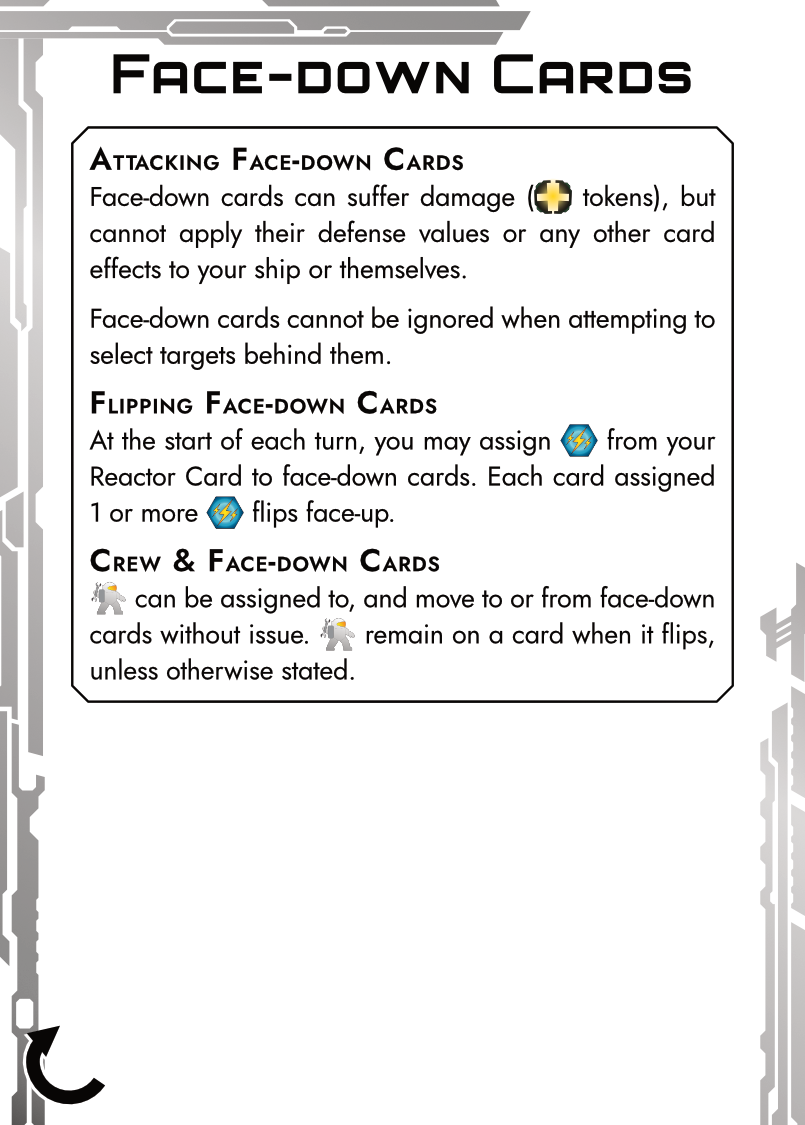 Face-down Cards
Attacking Face-down Cards
Face-down cards can suffer damage ( tokens), but
cannot apply their defense values or any other card
effects to your ship or themselves.
Face-down cards cannot be ignored when attempting to
select targets behind them.
Flipping Face-down Cards
At the start of each turn, you may assign from your
Reactor Card to face-down cards. Each card assigned
1 or more flips face-up.
Crew & Face-down Cards
can be assigned to, and move to or from face-down
cards without issue. remain on a card when it flips,
unless otherwise stated.